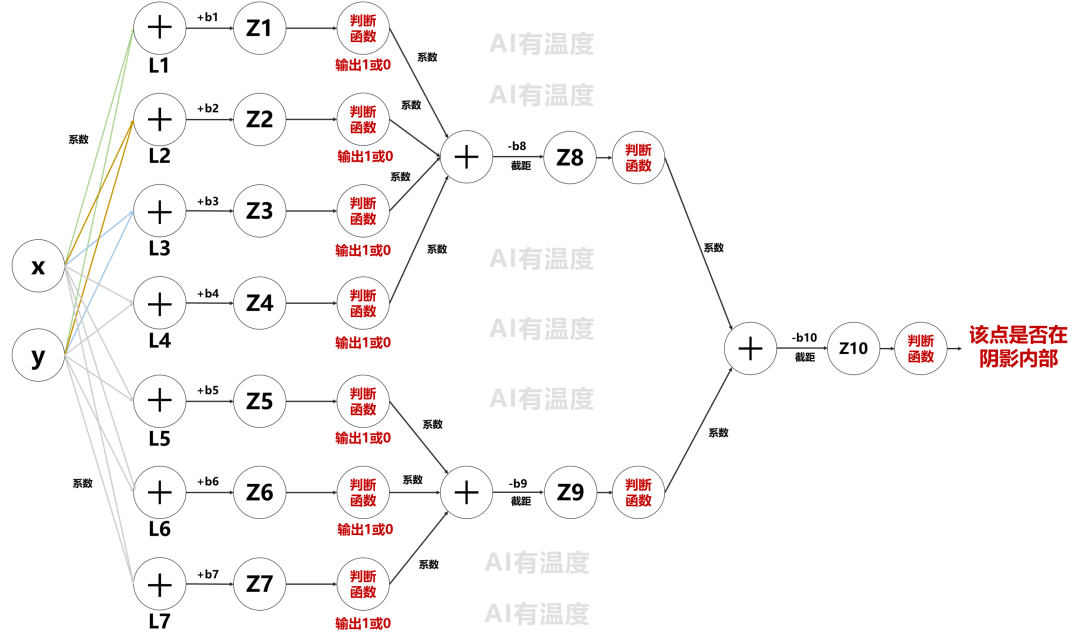 +b1
Z1
判断
函数
输出1或0
L1
系数
AI有温度
AI有温度
系数
+b2
Z2
判断
函数
输出1或0
L2
系数
+b3
Z3
判断
函数
输出1或0
L3
系数
-b8
截距
Z8
判断
函数
x
y
+b4
Z4
判断
函数
输出1或0
L4
系数
AI有温度
AI有温度
AI有温度
系数
-b10
截距
Z10
判断
函数
该点是否在
阴影内部
+b5
Z5
判断
函数
输出1或0
L5
系数
系数
+b6
Z6
判断
函数
输出1或0
L6
系数
-b9
截距
Z9
判断
函数
系数
+b7
Z7
判断
函数
输出1或0
L7
系数
AI有温度
AI有温度